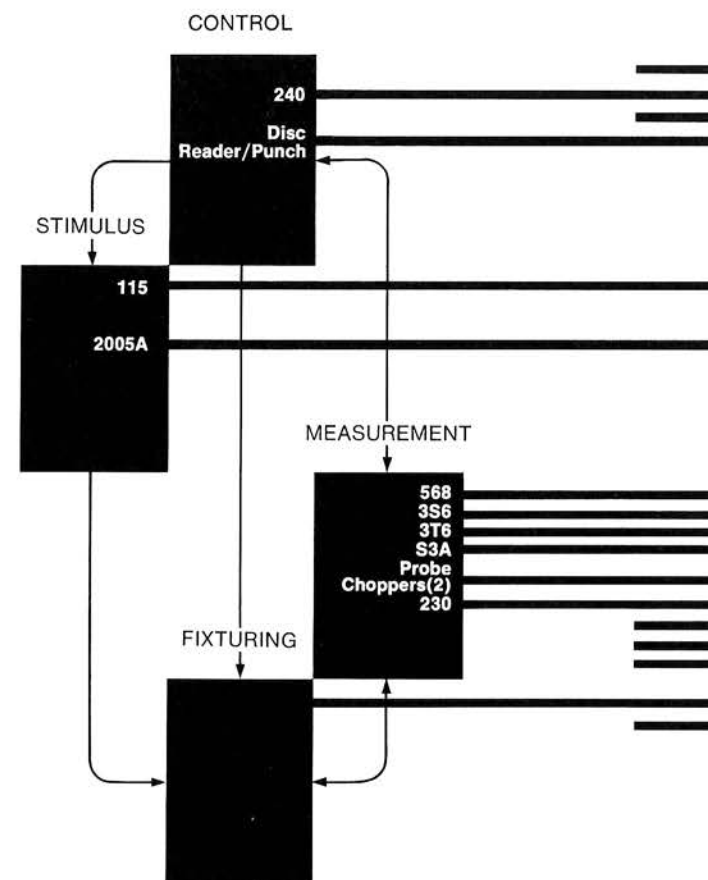 CONTROL
240
Disc
Reader/Punch
STIMULUS
115
2005A
MEASUREMENT
568
3S6
3T6
S3A
Probe
Choppers(2)
230
FIXTURING